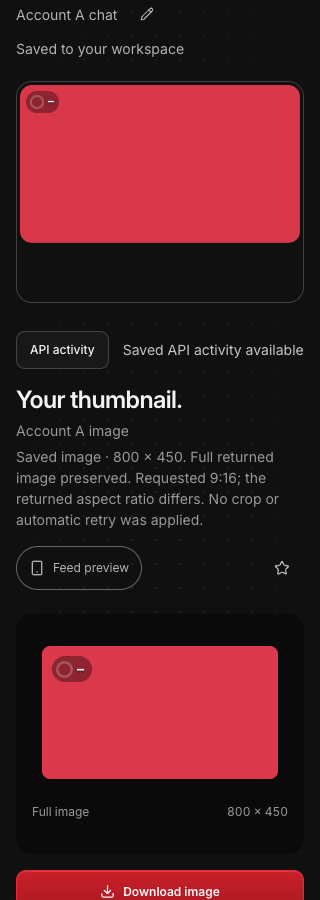 Account A chat
Saved to your workspace
API activity
Saved API activity available
Your thumbnail.
Account A image
Saved image · 800 × 450. Full returned
image preserved. Requested 9:16; the
returned aspect ratio differs. No crop or
automatic retry was applied.
Feed preview
Full image
800 × 450
Download image